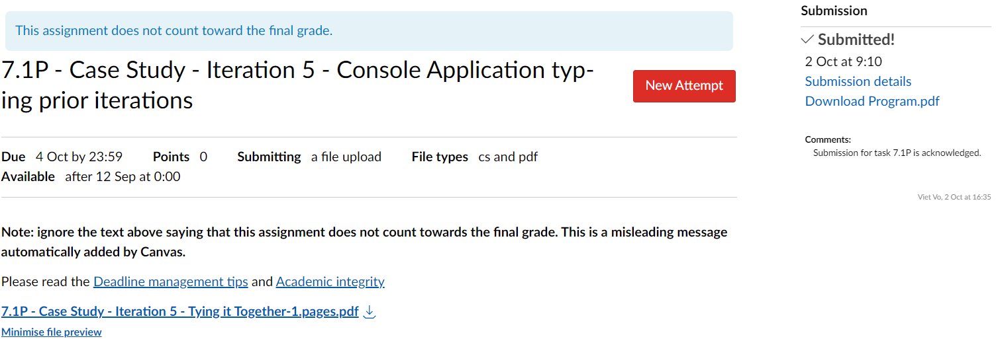 This assignment does not count toward the final grade.
7.1P - Case Study - Iteration 5 - Console Application typ-
ing prior iterations
New Attempt
Due 4 Oct by 23:59 Points 0 Submitting a file upload File types cs and pdf
Available after 12 Sep at 0:00
Note: ignore the text above saying that this assignment does not count towards the final grade. This is a misleading message
automatically added by Canvas.
Please read the Deadline management tips and Academic integrity
7.1P - Case Study - Iteration 5 - Tying it Together-1.pages.pdf
Minimise file preview
Submission
Submitted!
2 Oct at 9:10
Submission details
Download Program.pdf
Comments:
Submission for task 7.1P is acknowledged.
Viet Vo, 2 Oct at 16:35